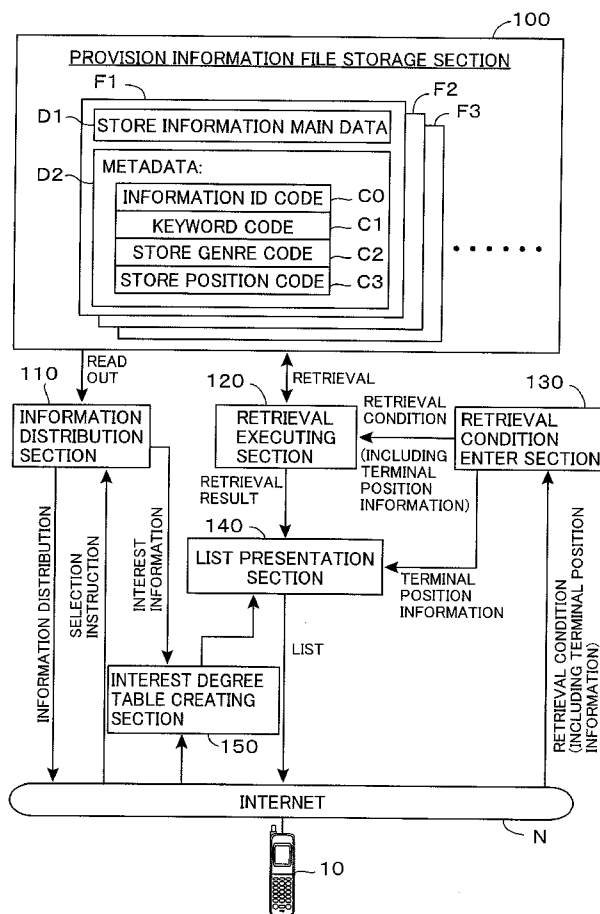 100
PROVISION INFORMATION FILE STORAGE SECTION
F1
F2
F3
D1
STORE INFORMATION MAIN DATA
D2
METADATA:
INFORMATION ID CODE
C0
KEYWORD CODE
C1
STORE GENRE CODE
C2
STORE POSITION CODE
C3
READ
OUT
RETRIEVAL
110
INFORMATION
DISTRIBUTION
SECTION
120
RETRIEVAL
EXECUTING
SECTION
RETRIEVAL
CONDITION
(INCLUDING
TERMINAL
POSITION
INFORMATION)
130
RETRIEVAL
CONDITION
ENTER SECTION
RETRIEVAL
RESULT
140
LIST PRESENTATION
SECTION
TERMINAL
POSITION
INFORMATION
INFORMATION DISTRIBUTION
SELECTION
INSTRUCTION
INTEREST
INFORMATION
LIST
RETRIEVAL CONDITION
(INCLUDING TERMINAL POSITION
INFORMATION)
INTEREST DEGREE
TABLE CREATING
SECTION
150
INTERNET
N
10